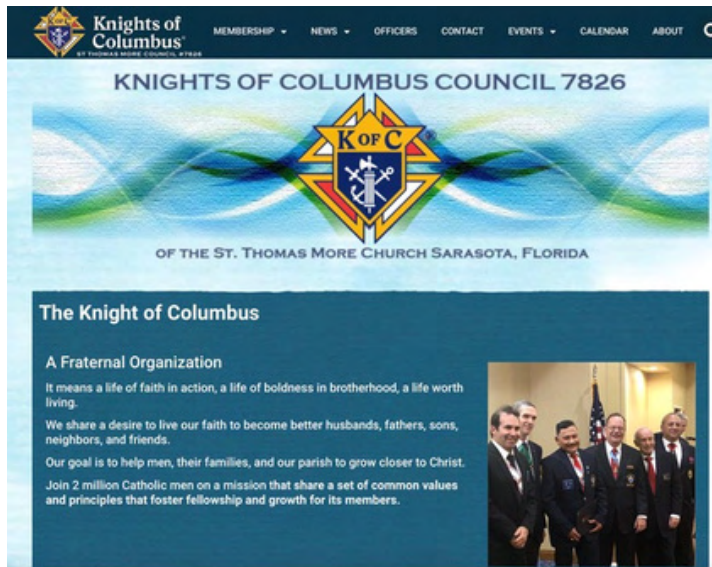 Knights of
Columbus®
ST THOMAS MORE COUNCIL #7826
MEMBERSHIP
NEWS
OFFICERS
CONTACT
EVENTS
CALENDAR
ABOUT
KNIGHTS OF COLUMBUS COUNCIL 7826
K OF C
®
OF THE ST. THOMAS MORE CHURCH SARASOTA, FLORIDA
The Knight of Columbus
A Fraternal Organization
It means a life of faith in action, a life of boldness in brotherhood, a life worth
living.
We share a desire to live our faith to become better husbands, fathers, sons,
neighbors, and friends.
Our goal is to help men, their families, and our parish to grow closer to Christ.
Join 2 million Catholic men on a mission that share a set of common values
and principles that foster fellowship and growth for its members.